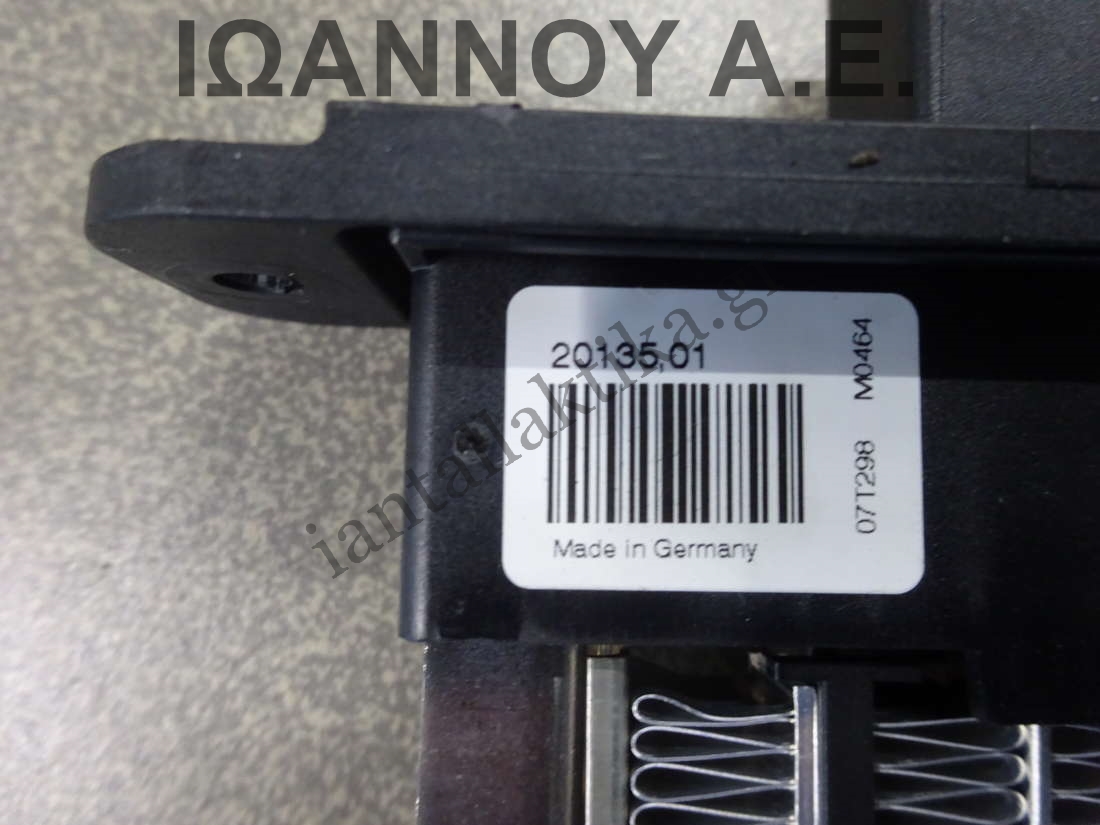 ΙΩΑΝΝΟΥ Α.Ε.
20135,01
Made in Germany
07T298 M0464
iantallaktika.gr